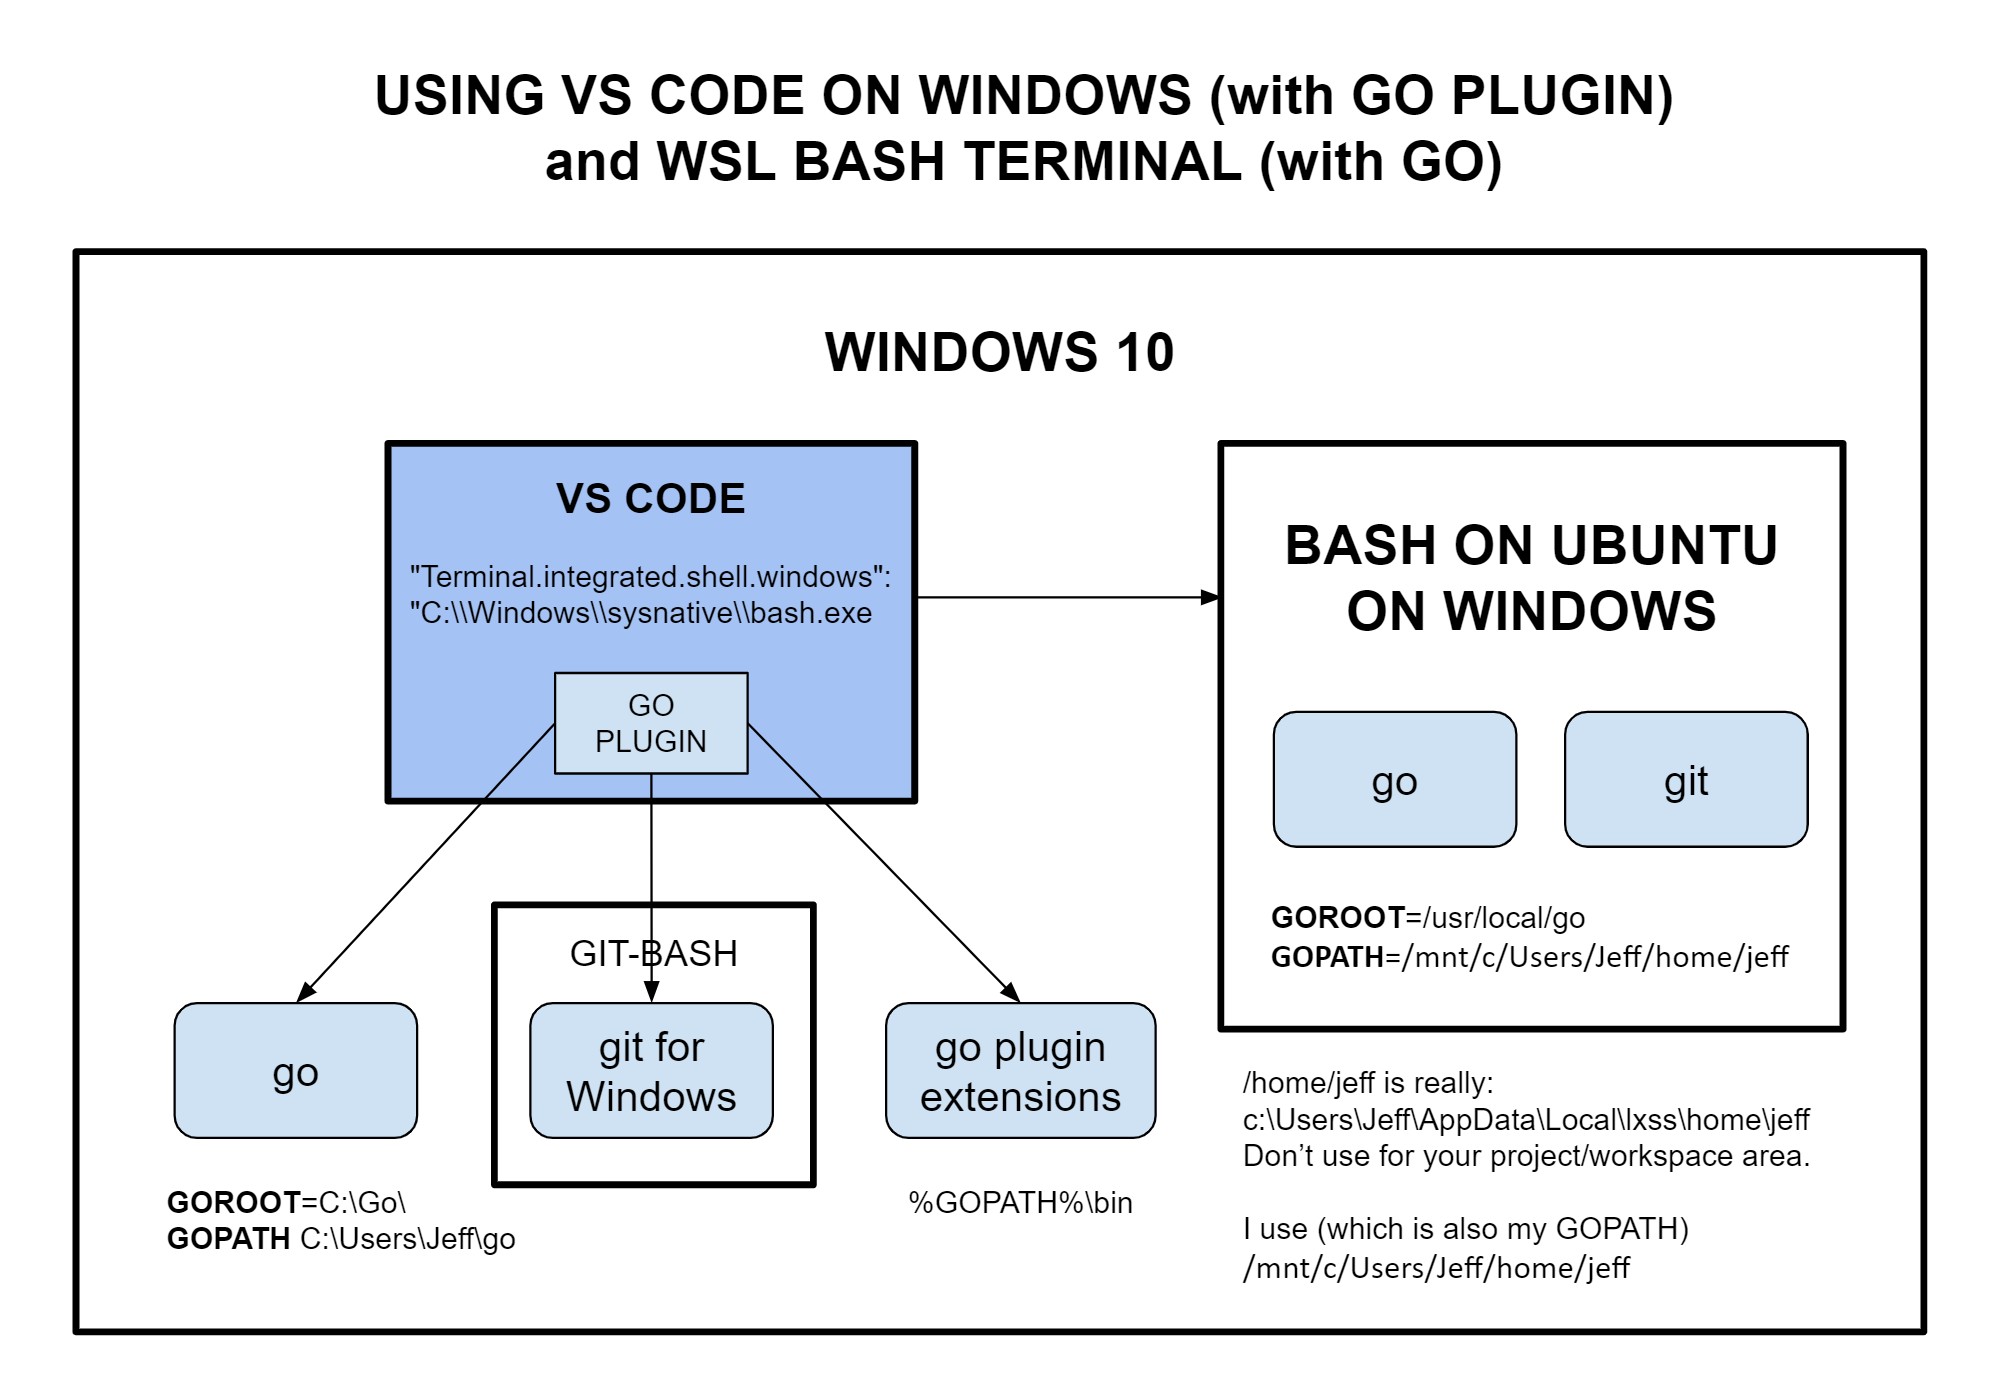 USING VS CODE ON WINDOWS (with GO PLUGIN)
and WSL BASH TERMINAL (with GO)
WINDOWS 10
VS CODE
"Terminal.integrated.shell.windows":
"C:\\Windows\\sysnative\\bash.exe
GO
PLUGIN
BASH ON UBUNTU
ON WINDOWS
go
git
GOROOT=/usr/local/go
GOPATH=/mnt/c/Users/Jeff/home/jeff
GIT-BASH
go
git for
Windows
go plugin
extensions
GOROOT=C:\Go\
GOPATH C:\Users\Jeff\go
%GOPATH%\bin
/home/jeff is really:
c:\Users\Jeff\AppData\Local\lxss\home\jeff
Don’t use for your project/workspace area.
I use (which is also my GOPATH)
/mnt/c/Users/Jeff/home/jeff